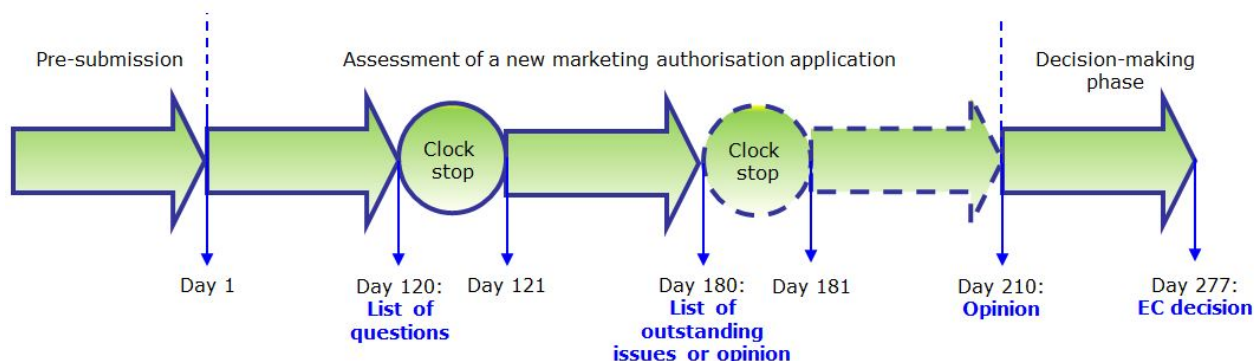 Pre-submission
Assessment of a new marketing authorisation application
Decision-making
phase
Clock
stop
Clock
stop
Day 1
Day 120:
List of
questions
Day 121
Day 180:
List of
outstanding
issues or opinion
Day 181
Day 210:
Opinion
Day 277:
EC decision